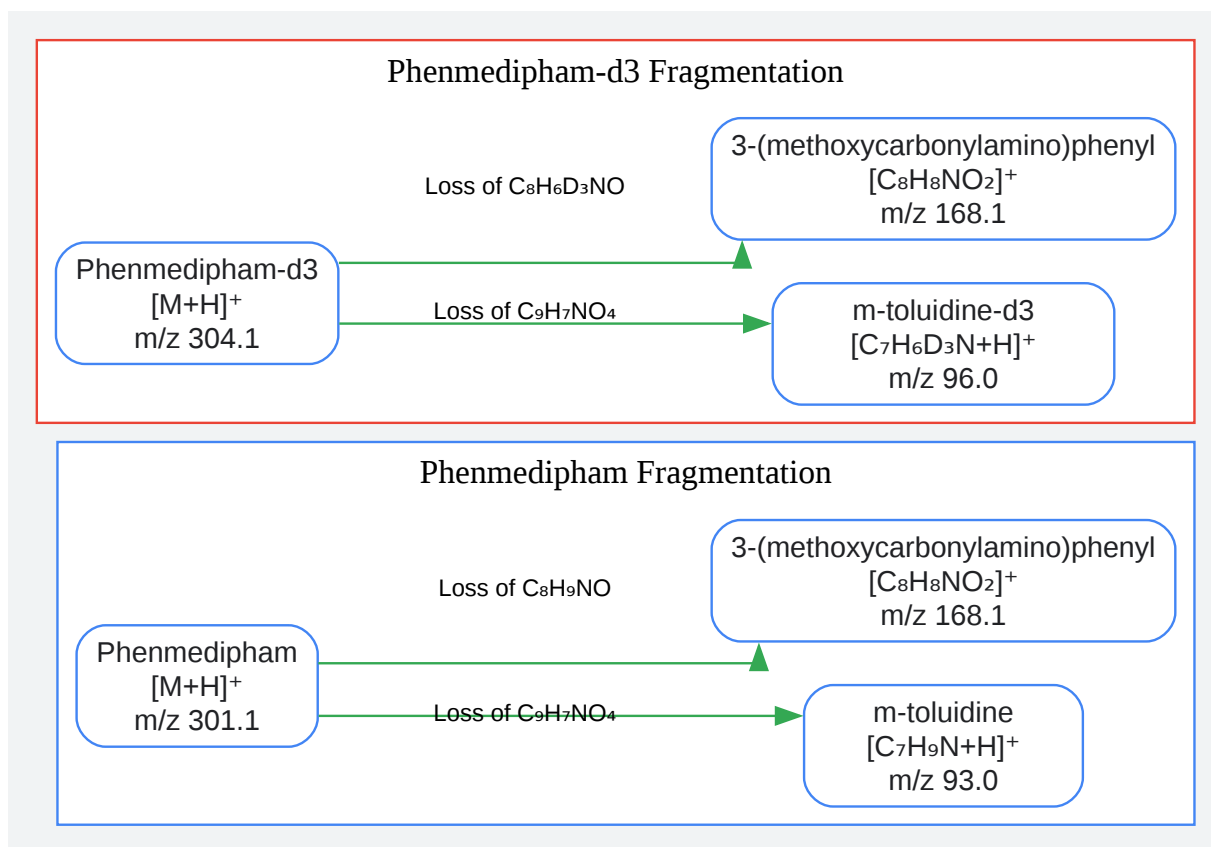 Phenmedipham-d3 Fragmentation
3-(methoxycarbonylamino)phenyl
[C₈H₈NO₂]⁺
m/z 168.1
Loss of C₈H₆D₃NO
Phenmedipham-d3
[M+H]⁺
m/z 304.1
Loss of C₉H₇NO₄
m-toluidine-d3
[C₇H₆D₃N+H]⁺
m/z 96.0
Phenmedipham Fragmentation
3-(methoxycarbonylamino)phenyl
[C₈H₈NO₂]⁺
m/z 168.1
Loss of C₈H₉NO
Phenmedipham
[M+H]⁺
m/z 301.1
Loss of C₉H₇NO₄
m-toluidine
[C₇H₉N+H]⁺
m/z 93.0